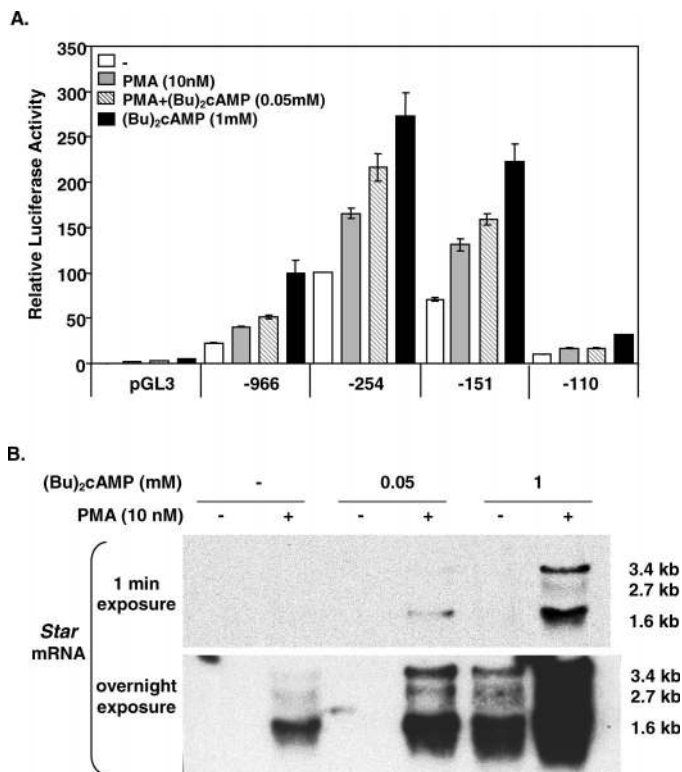 A.
350
300
250
200
150
100
50
0
Relative Luciferase Activity
-
PMA (10nM)
PMA+(Bu)₂cAMP (0.05mM)
(Bu)₂cAMP (1mM)
pGL3 -966 -254 -151 -110
B.
(Bu)₂cAMP (mM) - 0.05 1
PMA (10 nM) - + - + - +
Star mRNA
1 min exposure
3.4 kb
2.7 kb
1.6 kb
overnight exposure
3.4 kb
2.7 kb
1.6 kb